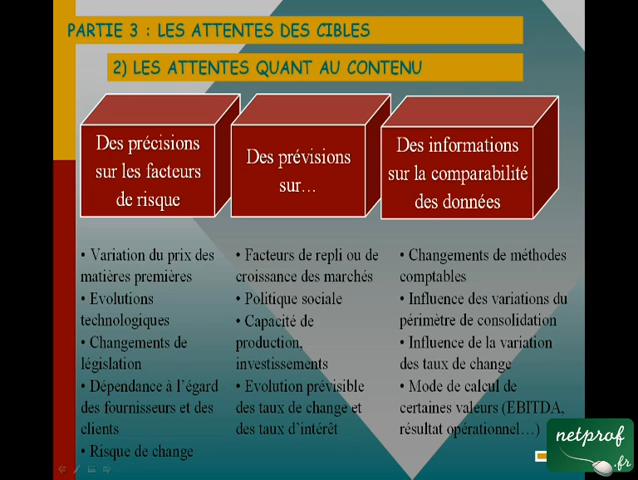 PARTIE 3 : LES ATTENTES DES CIBLES
2) LES ATTENTES QUANT AU CONTENU
Des précisions
sur les facteurs
de risque
Des prévisions
sur…
Des informations
sur la comparabilité
des données
• Variation du prix des
matières premières
• Evolutions
technologiques
• Changements de
législation
• Dépendance à l’égard
des fournisseurs et des
clients
• Risque de change
• Facteurs de repli ou de
croissance des marchés
• Politique sociale
• Capacité de
production,
investissements
• Evolution prévisible
des taux de change et
des taux d’intérêt
• Changements de méthodes
comptables
• Influence des variations du
périmètre de consolidation
• Influence de la variation
des taux de change
• Mode de calcul de
certaines valeurs (EBITDA,
résultat opérationnel…)
netprof
.fr